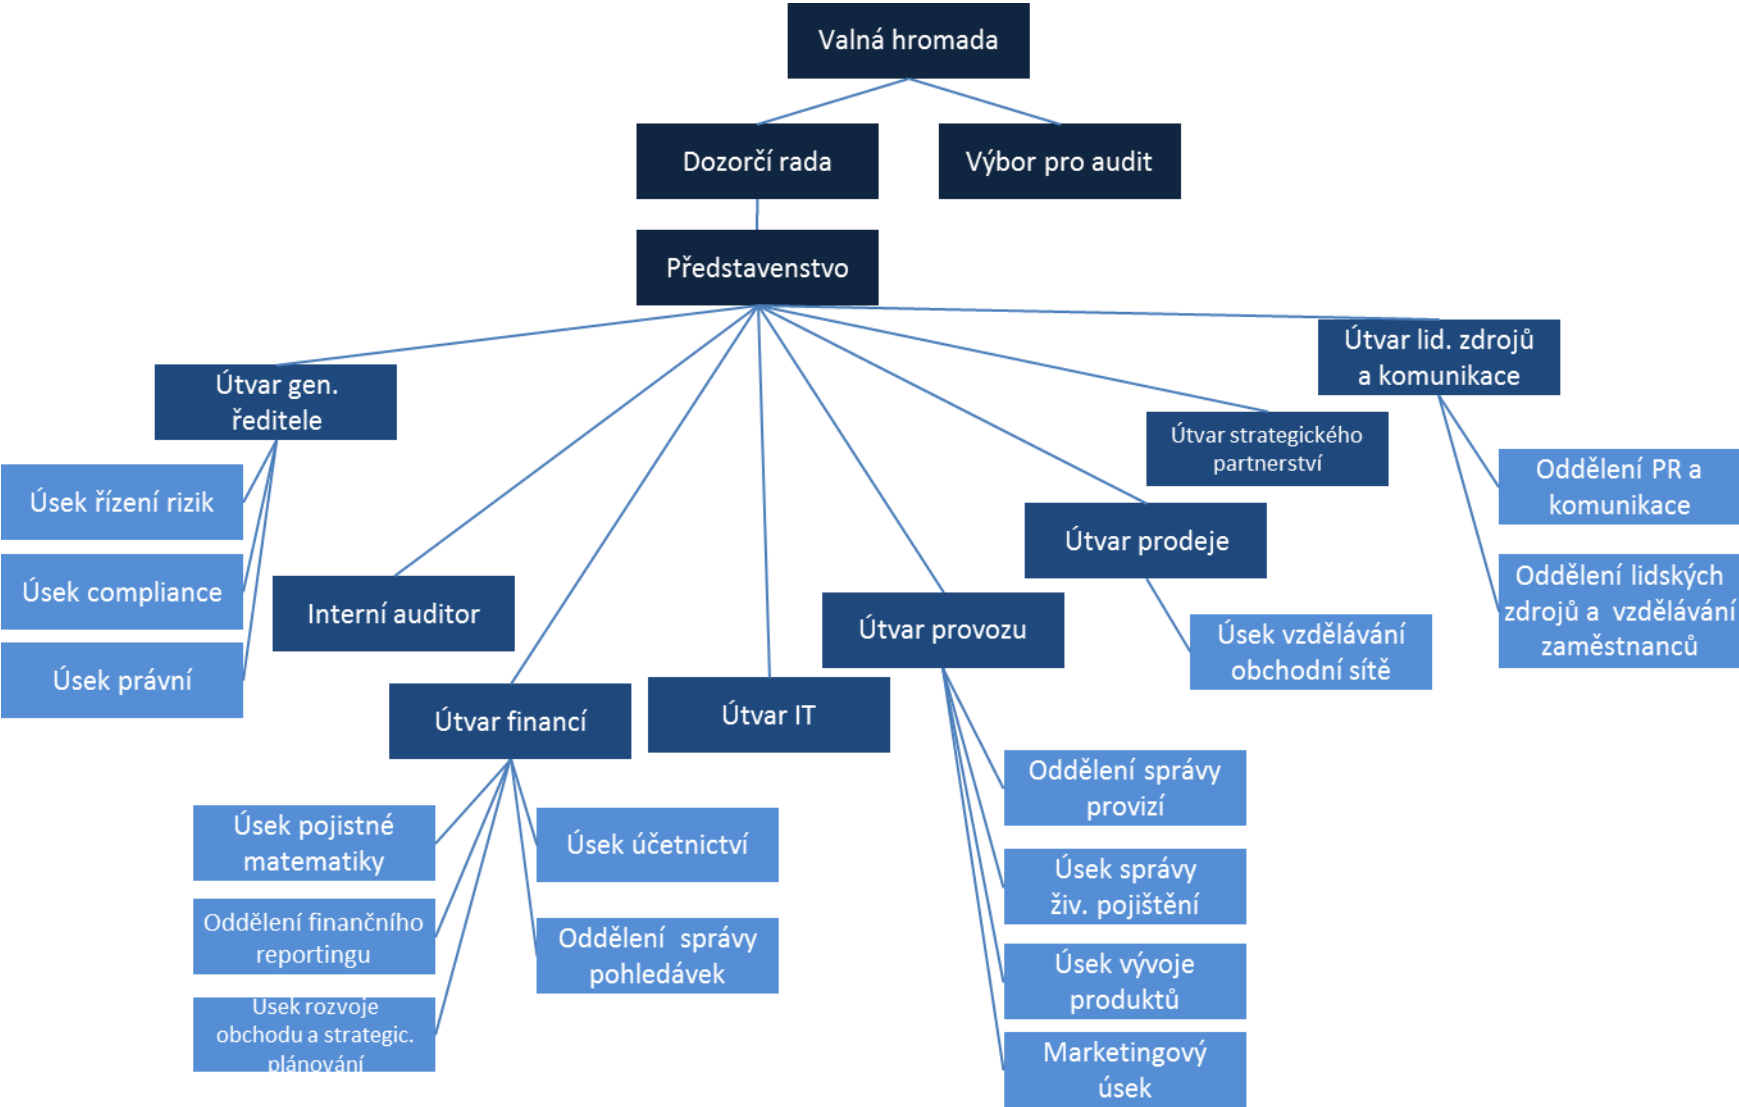 Valná hromada
Dozorčí rada
Výbor pro audit
Představenstvo
Útvar lid. zdrojů
a komunikace
Útvar gen.
ředitele
Útvar strategického
partnerství
Oddělení PR a
komunikace
Úsek řízení rizik
Útvar prodeje
Úsek compliance
Interní auditor
Oddělení lidských
zdrojů a vzdělávání
zaměstnanců
Útvar provozu
Úsek vzdělávání
obchodní sítě
Úsek právní
Útvar financí
Útvar IT
Oddělení správy
provizí
Úsek pojistné
matematiky
Úsek účetnictví
Úsek správy
živ. pojištění
Oddělení finančního
reportingu
Oddělení správy
pohledávek
Úsek vývoje
produktů
Úsek rozvoje
obchodu a strategic.
plánování
Marketingový
úsek